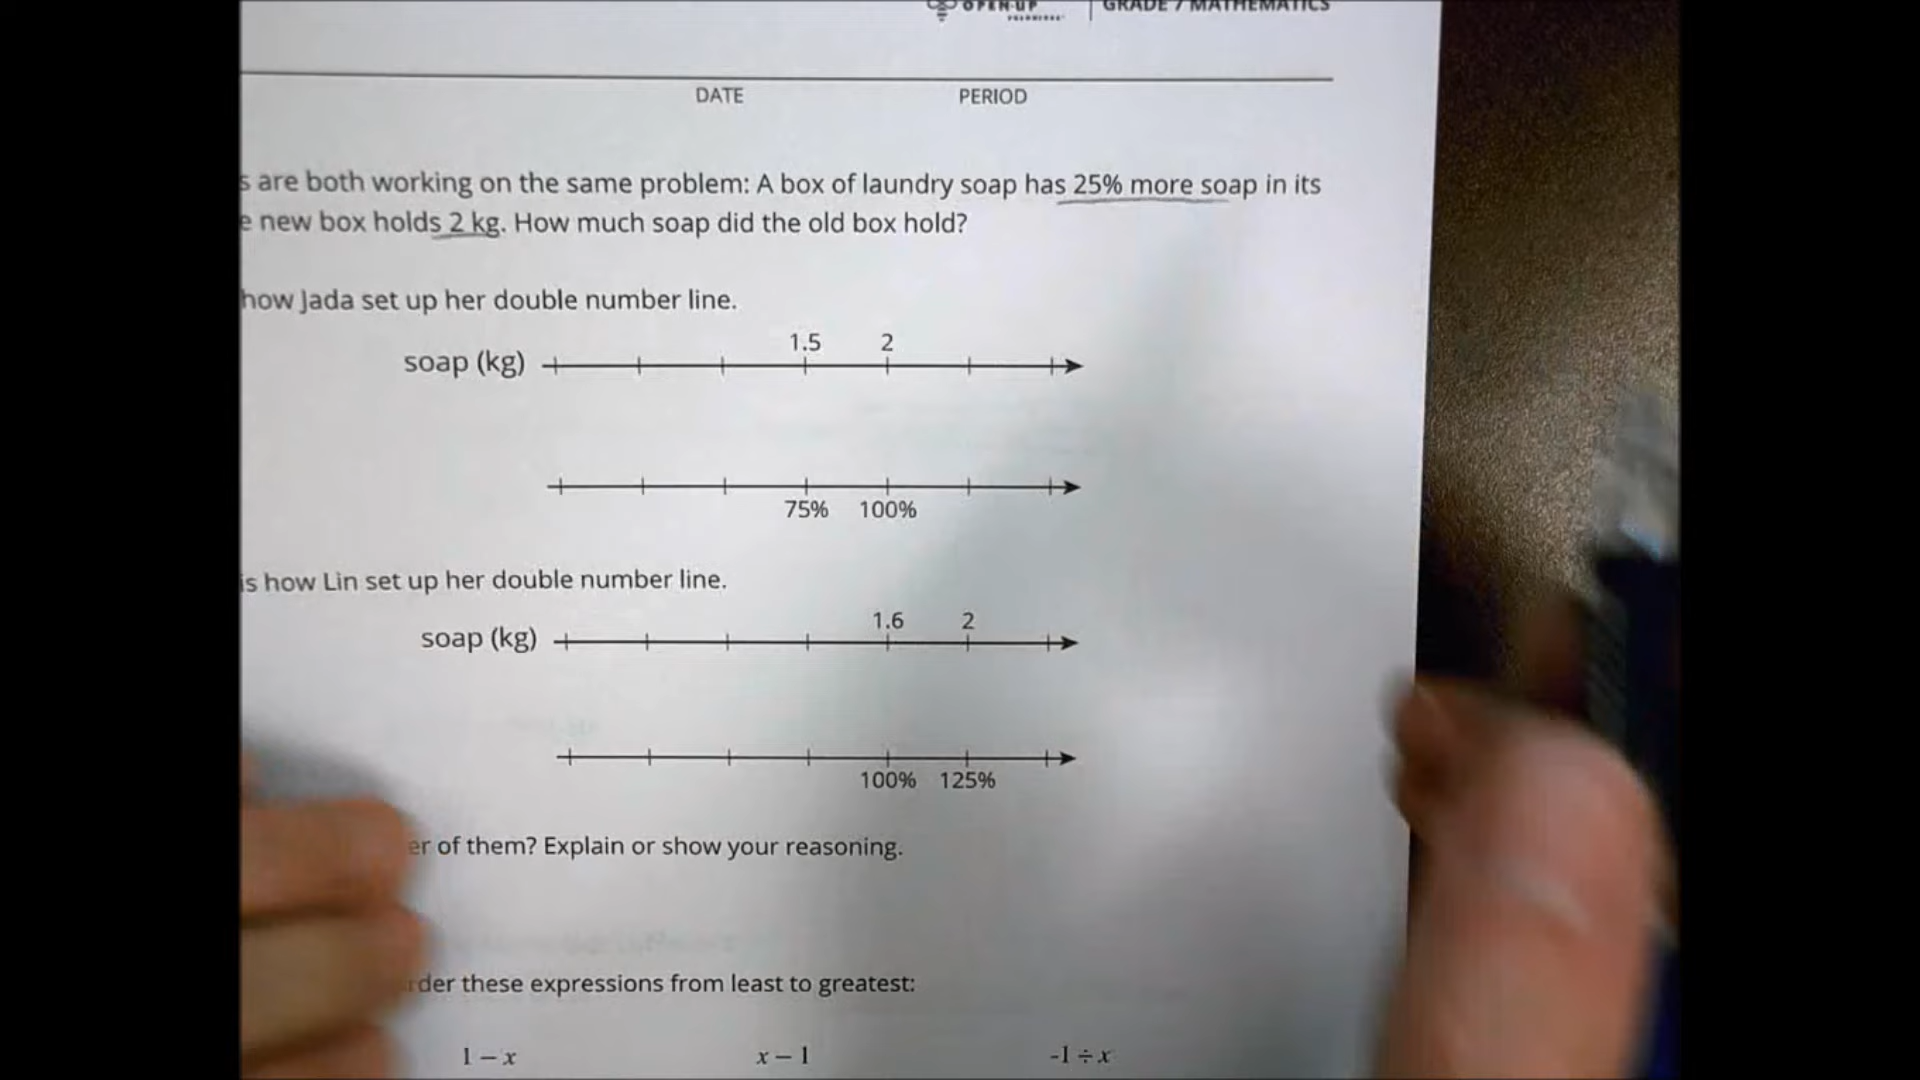 OPEN-UP | GRADE 7 MATHEMATICS
DATE PERIOD
s are both working on the same problem: A box of laundry soap has 25% more soap in its
e new box holds 2 kg. How much soap did the old box hold?
how Jada set up her double number line.
1.5 2
soap (kg)
75% 100%
is how Lin set up her double number line.
1.6 2
soap (kg)
100% 125%
er of them? Explain or show your reasoning.
rder these expressions from least to greatest:
1 – x x – 1 -1 ÷ x